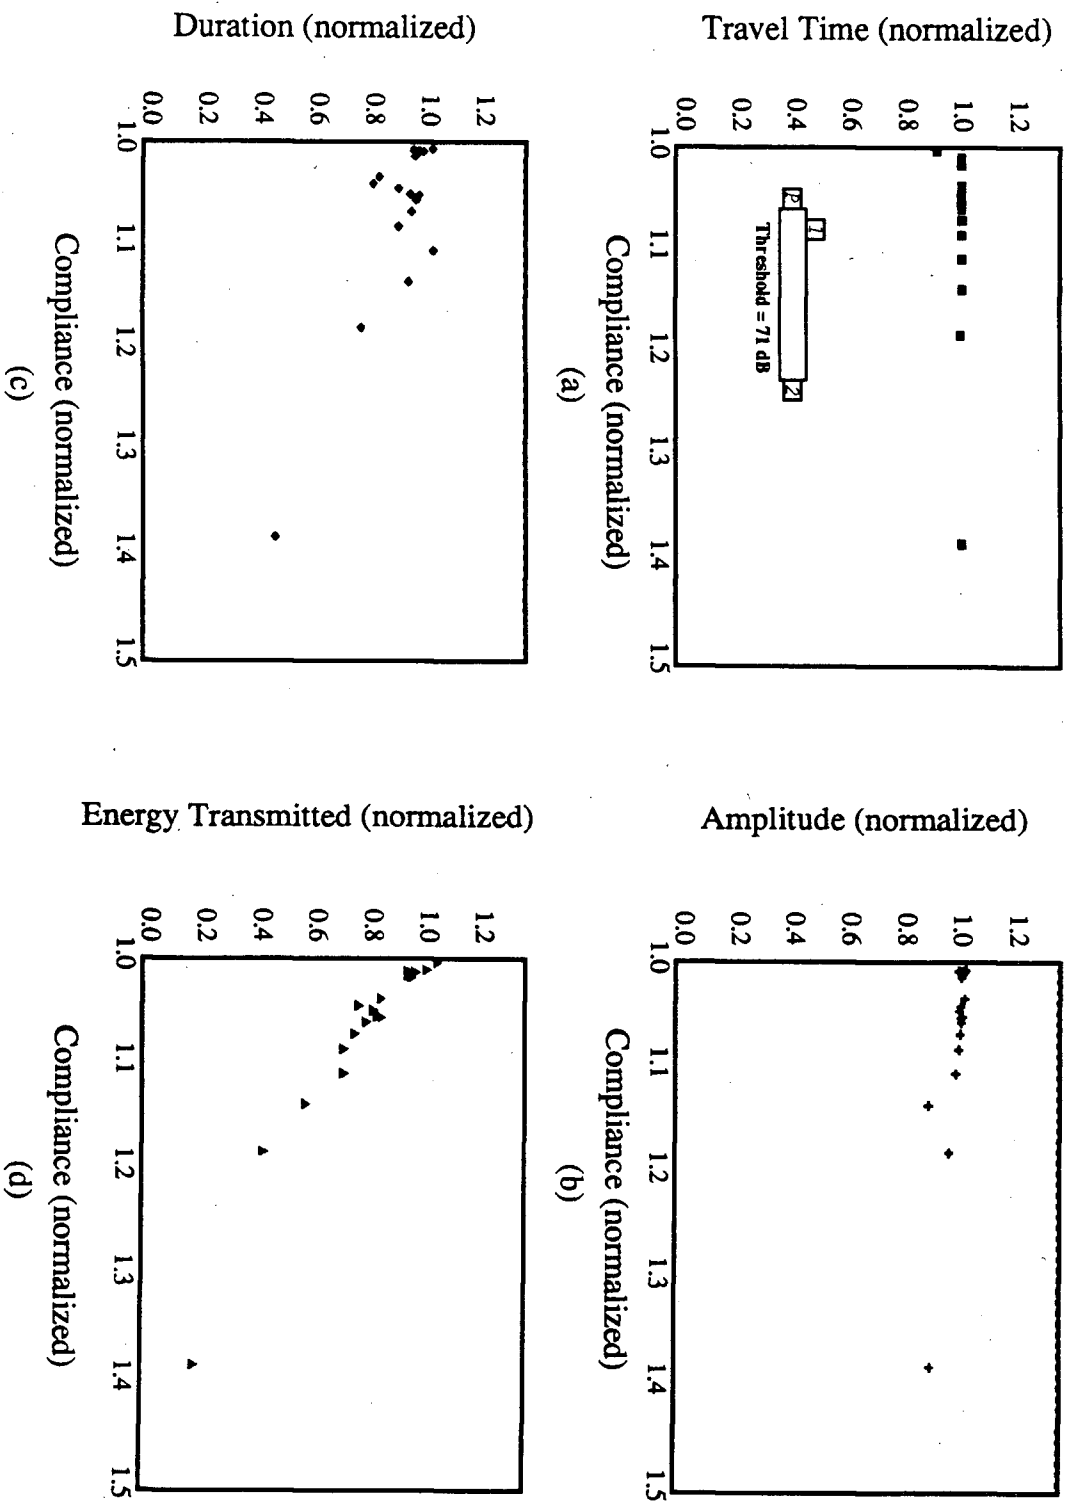 Travel Time (normalized)
1.2
1.0
0.8
0.6
0.4
0.2
0.0
P
1
2
Threshold = 71 dB
1.0 1.1 1.2 1.3 1.4 1.5
Compliance (normalized)
(a)
Amplitude (normalized)
1.2
1.0
0.8
0.6
0.4
0.2
0.0
1.0 1.1 1.2 1.3 1.4 1.5
Compliance (normalized)
(b)
Duration (normalized)
1.2
1.0
0.8
0.6
0.4
0.2
0.0
1.0 1.1 1.2 1.3 1.4 1.5
Compliance (normalized)
(c)
Energy Transmitted (normalized)
1.2
1.0
0.8
0.6
0.4
0.2
0.0
1.0 1.1 1.2 1.3 1.4 1.5
Compliance (normalized)
(d)